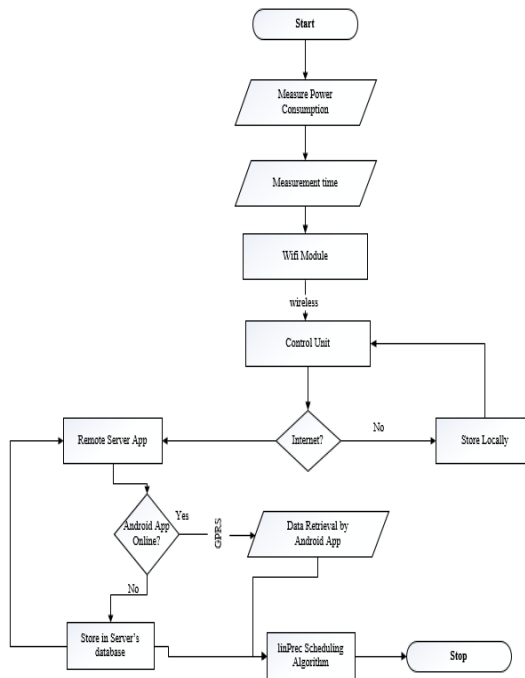 Start
Measure Power
Consumption
Measurement time
Wifi Module
wireless
Control Unit
Remote Server App
Internet?
No
Store Locally
Android App
Online?
Yes
GPRS
Data Retrieval by
Android App
No
Store in Server's
database
linPrec Scheduling
Algorithm
Stop